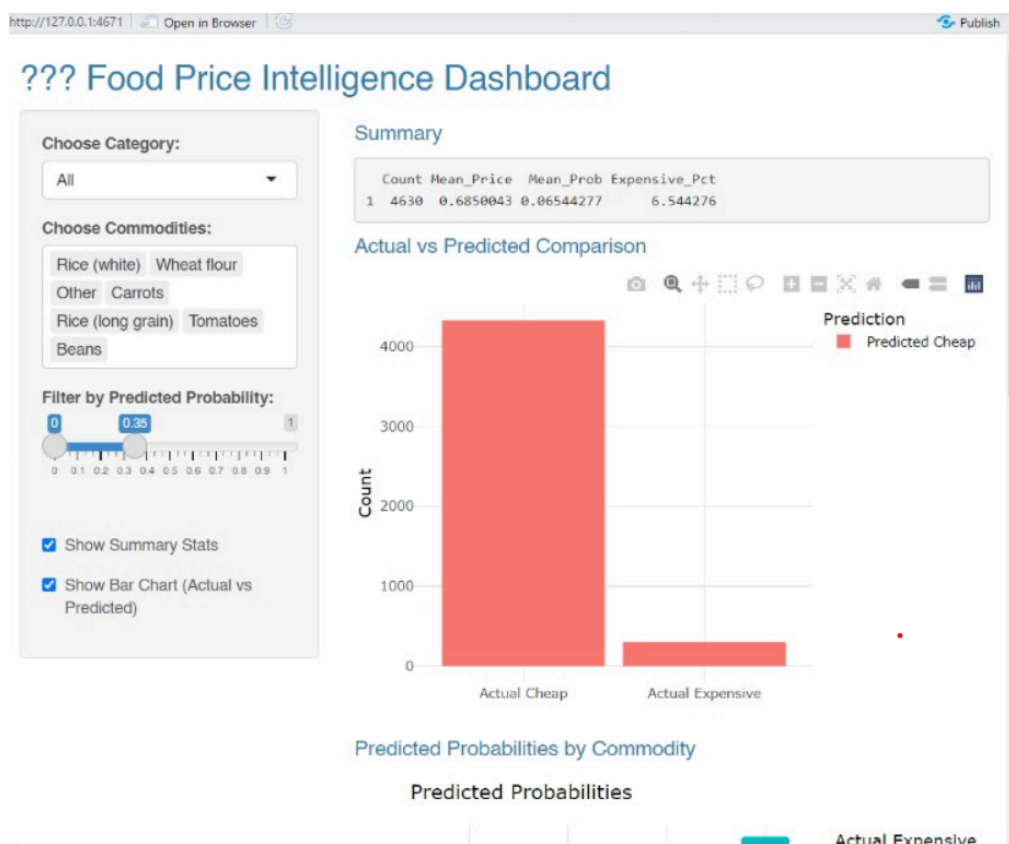 http://127.0.0.1:4671 Open in Browser Publish
??? Food Price Intelligence Dashboard
Choose Category:
All
Choose Commodities:
Rice (white) Wheat flour
Other Carrots
Rice (long grain) Tomatoes
Beans
Filter by Predicted Probability:
0 0.35 1
0 0.1 0.2 0.3 0.4 0.5 0.6 0.7 0.8 0.9 1
Show Summary Stats
Show Bar Chart (Actual vs
Predicted)
Summary
Count Mean_Price Mean_Prob Expensive_Pct
1 4630 0.6850043 0.06544277 6.544276
Actual vs Predicted Comparison
Prediction
Predicted Cheap
4000
3000
2000
1000
0
Count
Actual Cheap Actual Expensive
Predicted Probabilities by Commodity
Predicted Probabilities
Actual Expensive